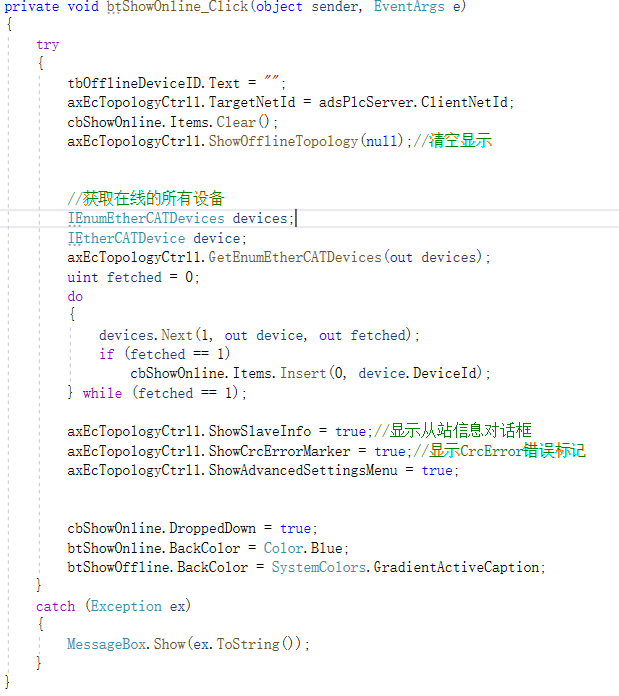 private void btShowOnline_Click(object sender, EventArgs e)
{
try
{
tbOfflineDeviceID.Text = "";
axEcTopologyCtrl1.TargetNetId = adsPlcServer.ClientNetId;
cbShowOnline.Items.Clear();
axEcTopologyCtrl1.ShowOfflineTopology(null);//清空显示
//获取在线的所有设备
IEnumEtherCATDevices devices;
IEtherCATDevice device;
axEcTopologyCtrl1.GetEnumEtherCATDevices(out devices);
uint fetched = 0;
do
{
devices.Next(1, out device, out fetched);
if (fetched == 1)
cbShowOnline.Items.Insert(0, device.DeviceId);
} while (fetched == 1);
axEcTopologyCtrl1.ShowSlaveInfo = true;//显示从站信息对话框
axEcTopologyCtrl1.ShowCrcErrorMarker = true;//显示CrcError错误标记
axEcTopologyCtrl1.ShowAdvancedSettingsMenu = true;
cbShowOnline.DroppedDown = true;
btShowOnline.BackColor = Color.Blue;
btShowOffline.BackColor = SystemColors.GradientActiveCaption;
}
catch (Exception ex)
{
MessageBox.Show(ex.ToString());
}
}